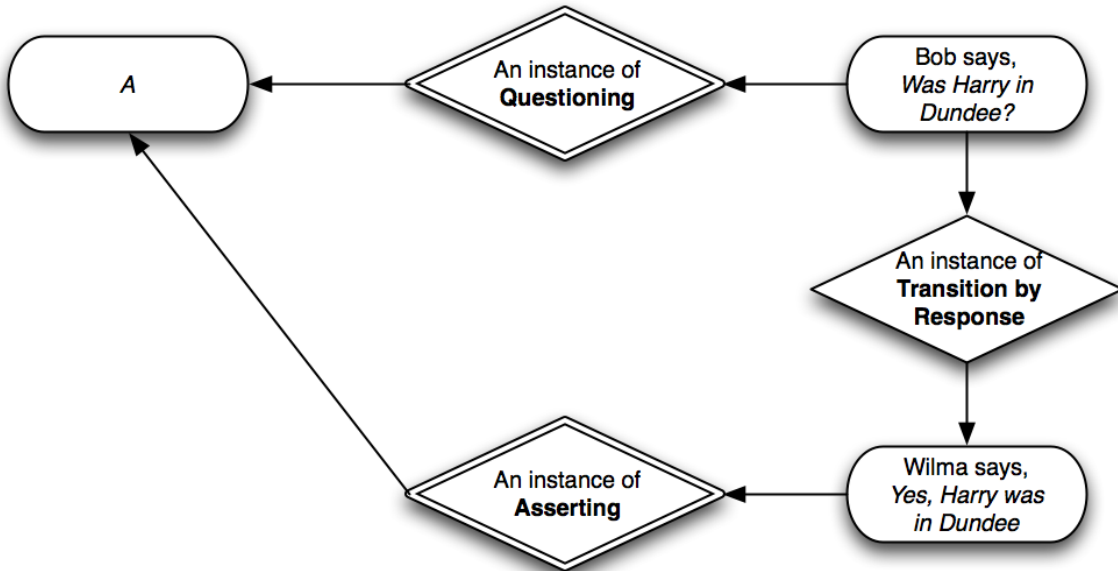 A
An instance of
Questioning
Bob says,
Was Harry in
Dundee?
An instance of
Transition by
Response
An instance of
Asserting
Wilma says,
Yes, Harry was
in Dundee